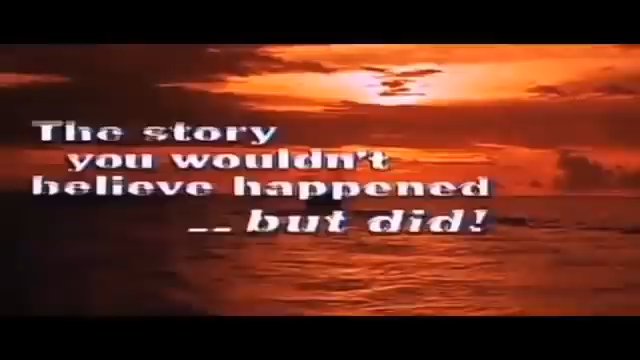 The story
you wouldn't
believe happened
-- but did!